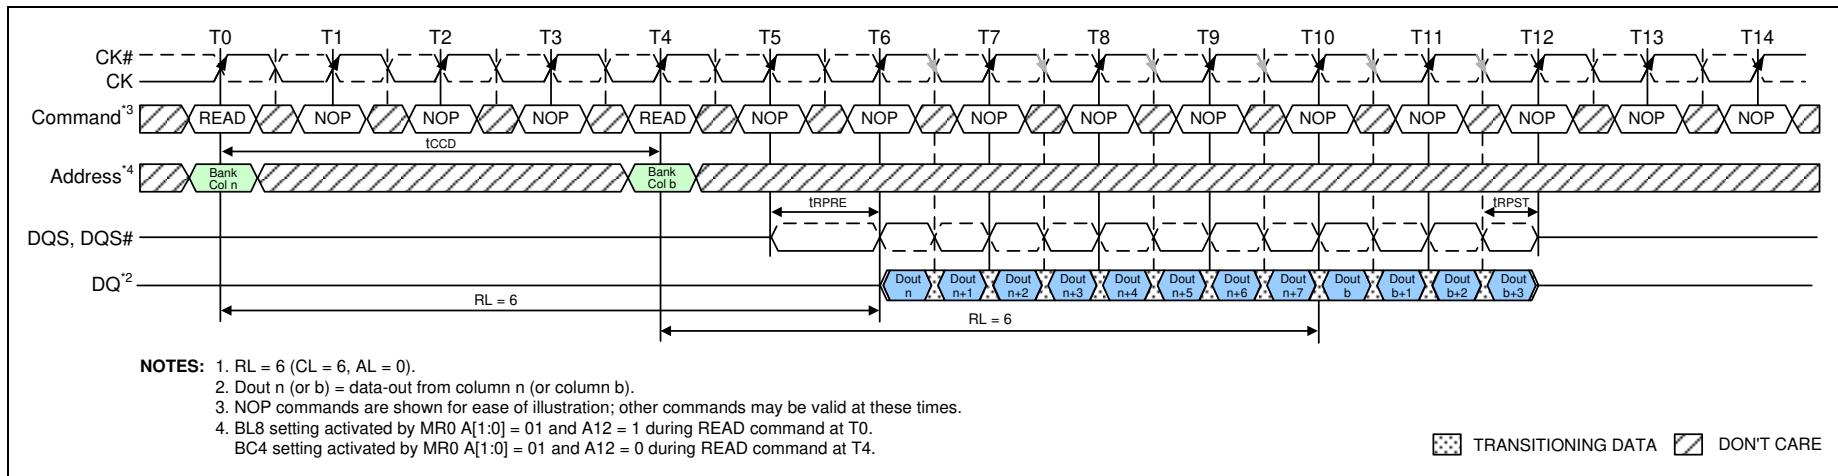 T0 T1 T2 T3 T4 T5 T6 T7 T8 T9 T10 T11 T12 T13 T14
CK#
CK
Command*3 READ NOP NOP NOP READ NOP NOP NOP NOP NOP NOP NOP NOP NOP NOP
tCCD
Address*4 Bank Col n Bank Col b
tRPRE tRPST
DQS, DQS#
DQ*2 Dout n Dout n+1 Dout n+2 Dout n+3 Dout n+4 Dout n+5 Dout n+6 Dout n+7 Dout b Dout b+1 Dout b+2 Dout b+3
RL = 6
RL = 6
NOTES: 1. RL = 6 (CL = 6, AL = 0).
2. Dout n (or b) = data-out from column n (or column b).
3. NOP commands are shown for ease of illustration; other commands may be valid at these times.
4. BL8 setting activated by MR0 A[1:0] = 01 and A12 = 1 during READ command at T0.
BC4 setting activated by MR0 A[1:0] = 01 and A12 = 0 during READ command at T4.
TRANSITIONING DATA DON'T CARE